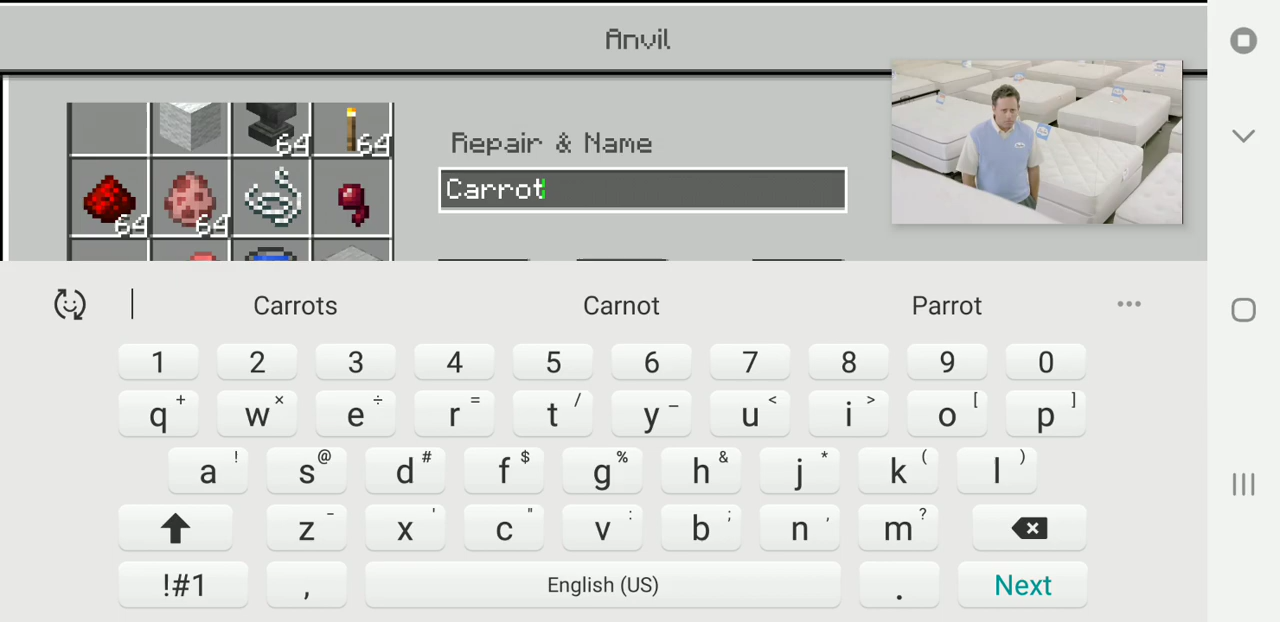 Anvil
64 64
Repair & Name
Carrot
64 64
Carrots Carnot Parrot
1 2 3 4 5 6 7 8 9 0
q + w × e ÷ r = t / y _ u < i > o [ p ]
a ! s @ d # f $ g % h & j * k ( l )
z - x ' c " v : b ; n , m ?
!#1 , English (US) . Next